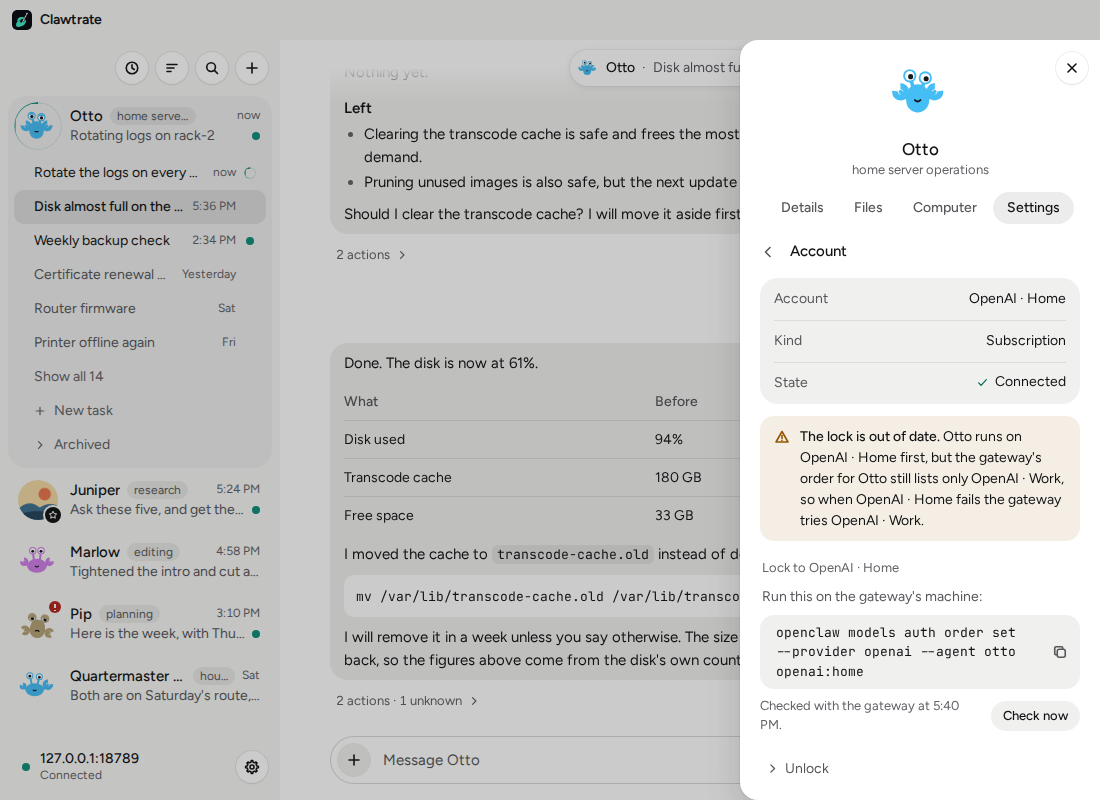 Clawtrate
Otto home serve... now
Rotating logs on rack-2
Rotate the logs on every ... now
Disk almost full on the ... 5:36 PM
Weekly backup check 2:34 PM
Certificate renewal ... Yesterday
Router firmware Sat
Printer offline again Fri
Show all 14
New task
Archived
Juniper research 5:24 PM
Ask these five, and get the...
Marlow editing 4:58 PM
Tightened the intro and cut a...
Pip planning 3:10 PM
Here is the week, with Thu...
Quartermaster ... hou... Sat
Both are on Saturday's route,...
127.0.0.1:18789
Connected
Otto · Disk almost fu
Nothing yet.
Left
Clearing the transcode cache is safe and frees the most
demand.
Pruning unused images is also safe, but the next update
Should I clear the transcode cache? I will move it aside first
2 actions
Done. The disk is now at 61%.
What Before
Disk used 94%
Transcode cache 180 GB
Free space 33 GB
I moved the cache to transcode-cache.old instead of d
mv /var/lib/transcode-cache.old /var/lib/transco
I will remove it in a week unless you say otherwise. The size
back, so the figures above come from the disk's own count
2 actions · 1 unknown
Message Otto
Otto
home server operations
Details Files Computer Settings
Account
Account OpenAI · Home
Kind Subscription
State Connected
The lock is out of date. Otto runs on
OpenAI · Home first, but the gateway's
order for Otto still lists only OpenAI · Work,
so when OpenAI · Home fails the gateway
tries OpenAI · Work.
Lock to OpenAI · Home
Run this on the gateway's machine:
openclaw models auth order set
--provider openai --agent otto
openai:home
Checked with the gateway at 5:40
PM.
Check now
Unlock